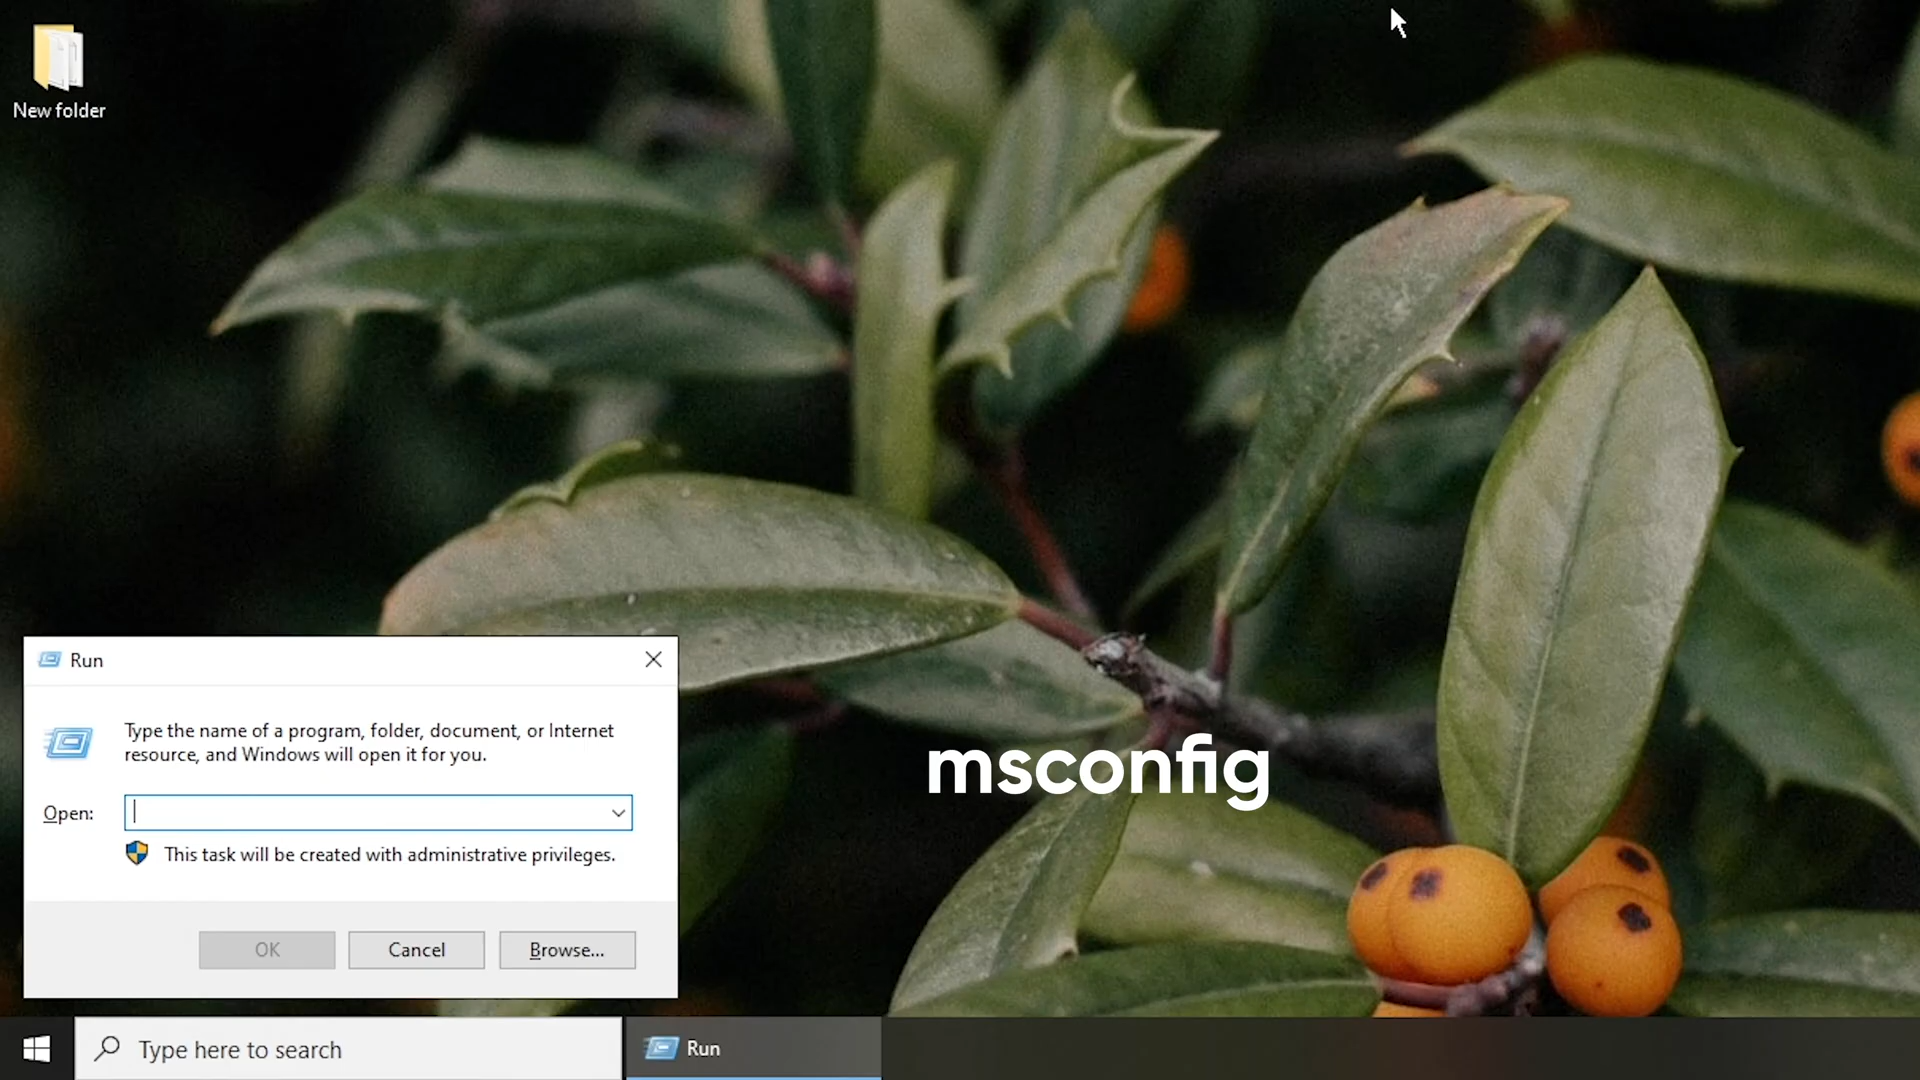 New folder
Run
Type the name of a program, folder, document, or Internet
resource, and Windows will open it for you.
Open:
This task will be created with administrative privileges.
OK
Cancel
Browse...
msconfig
Type here to search
Run